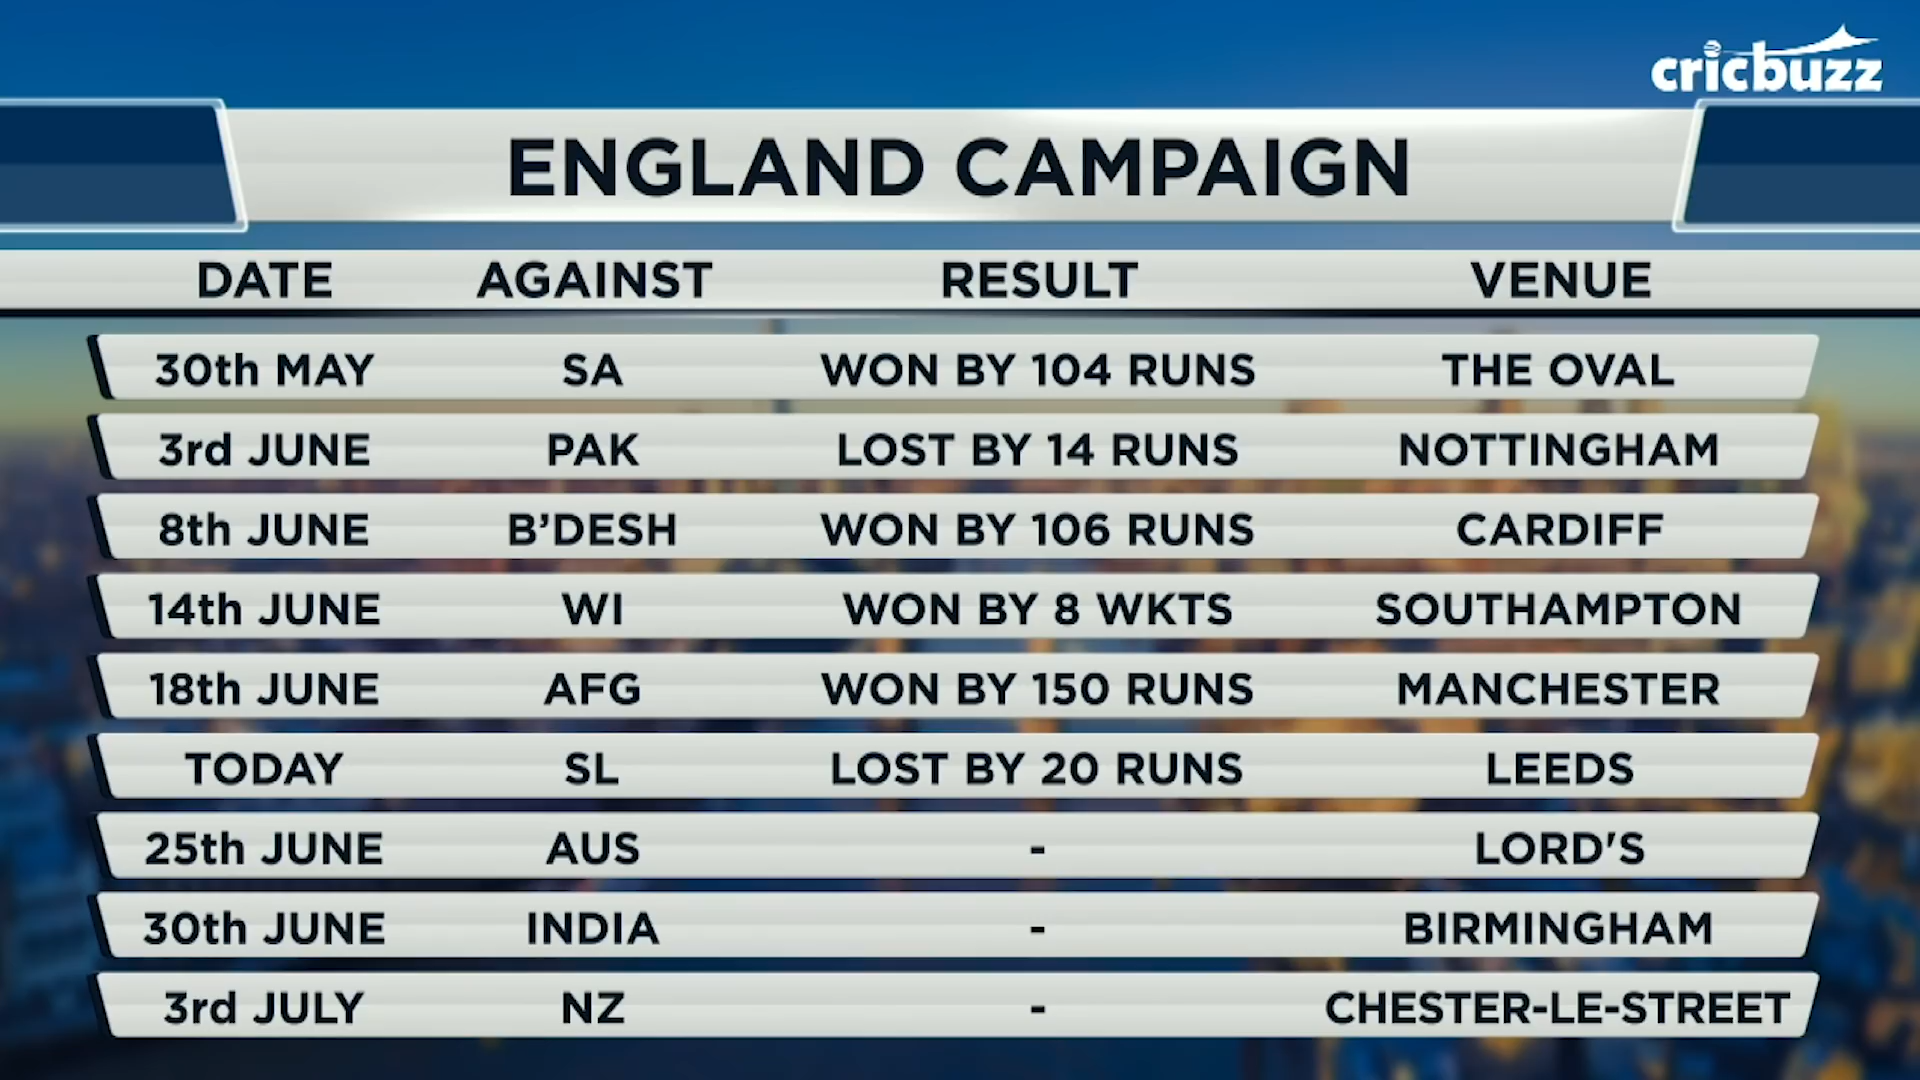 cricbuzz
ENGLAND CAMPAIGN
DATE AGAINST RESULT VENUE
30th MAY SA WON BY 104 RUNS THE OVAL
3rd JUNE PAK LOST BY 14 RUNS NOTTINGHAM
8th JUNE B’DESH WON BY 106 RUNS CARDIFF
14th JUNE WI WON BY 8 WKTS SOUTHAMPTON
18th JUNE AFG WON BY 150 RUNS MANCHESTER
TODAY SL LOST BY 20 RUNS LEEDS
25th JUNE AUS - LORD'S
30th JUNE INDIA - BIRMINGHAM
3rd JULY NZ - CHESTER-LE-STREET